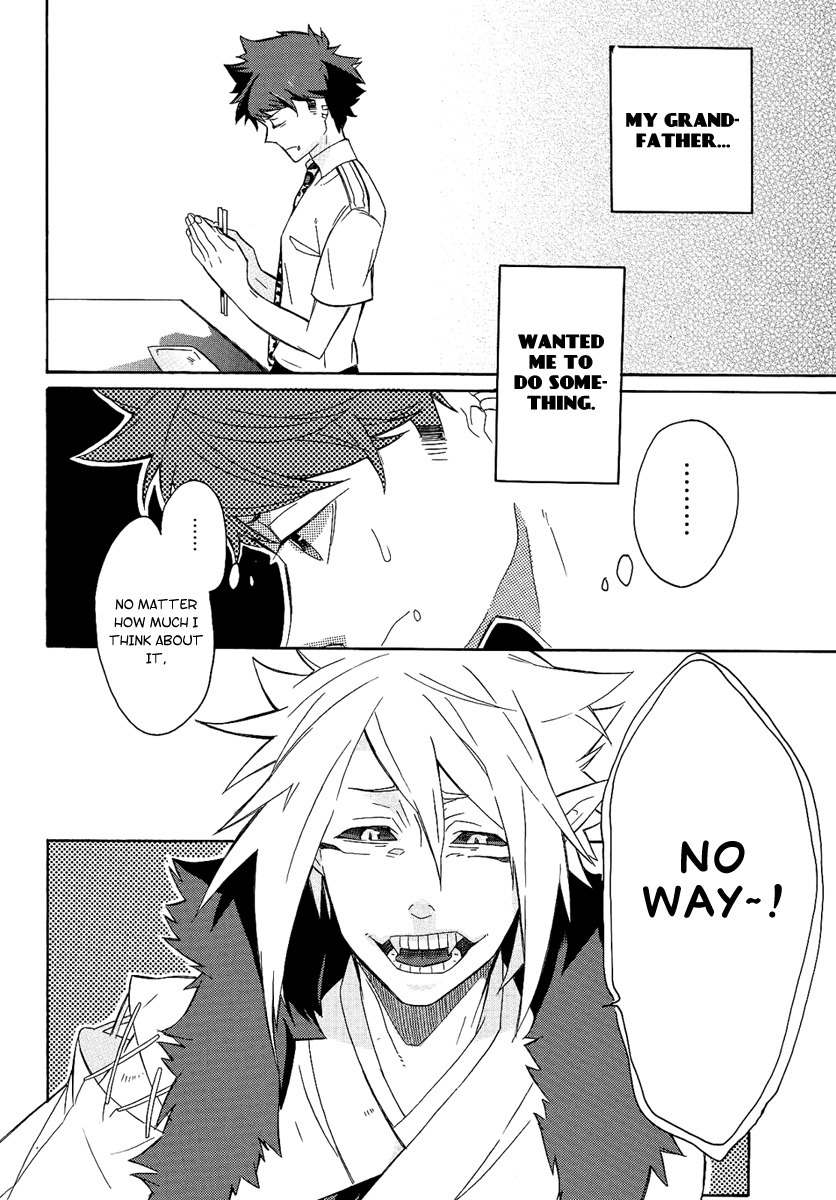 MY GRAND-
FATHER...
WANTED
ME TO
DO SOME-
THING.
.........
.........
NO MATTER
HOW MUCH I
THINK ABOUT
IT,
NO
WAY~!